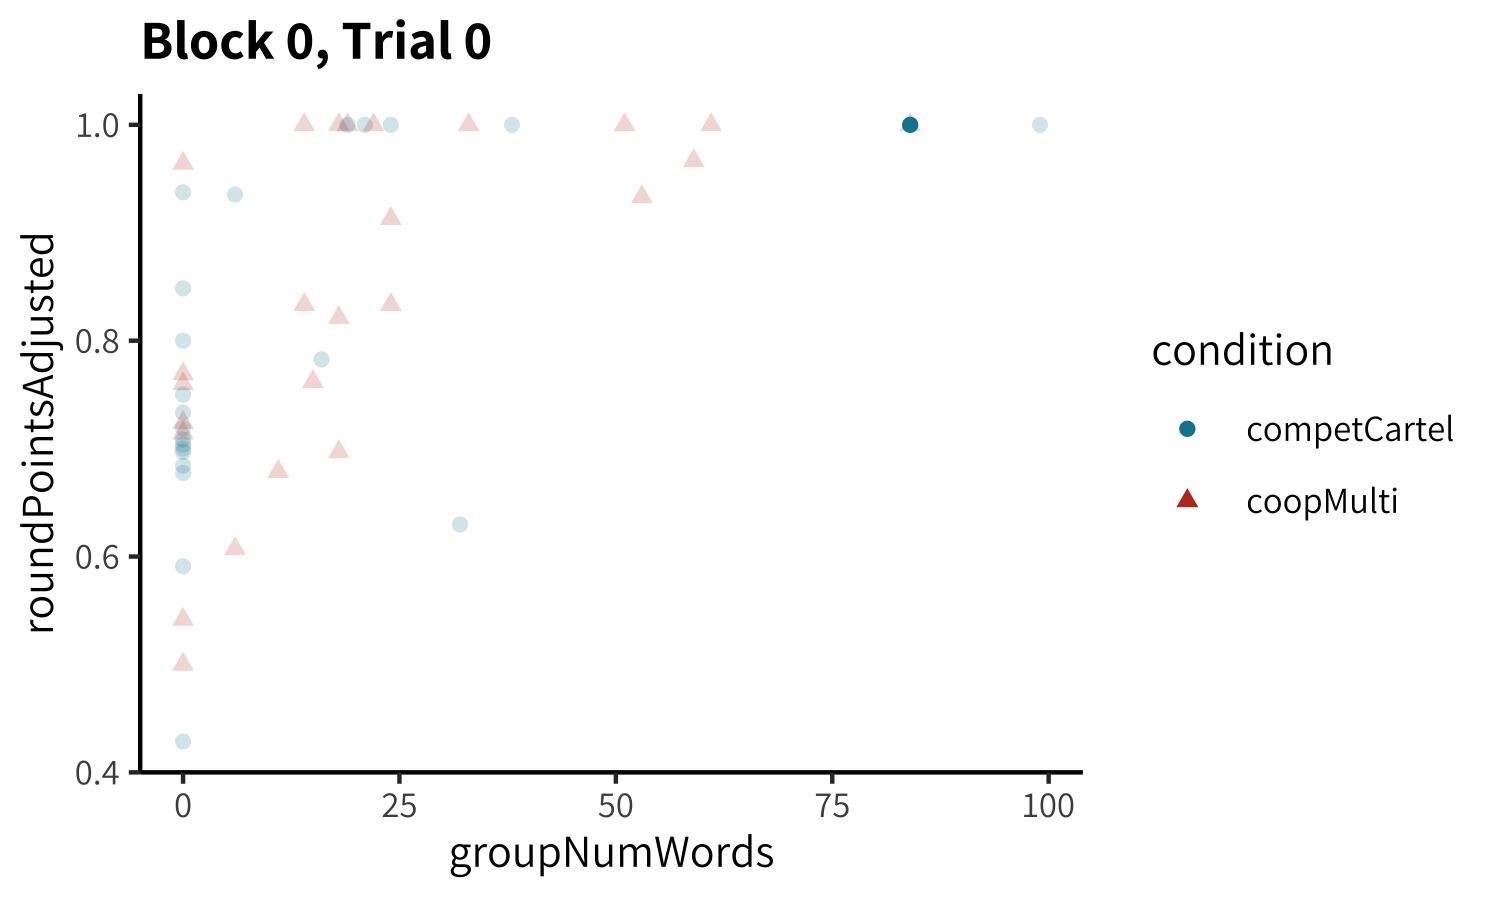 Block 0, Trial 0
roundPointsAdjusted
1.0
0.8
0.6
0.4
0 25 50 75 100
groupNumWords
condition
competCartel
coopMulti